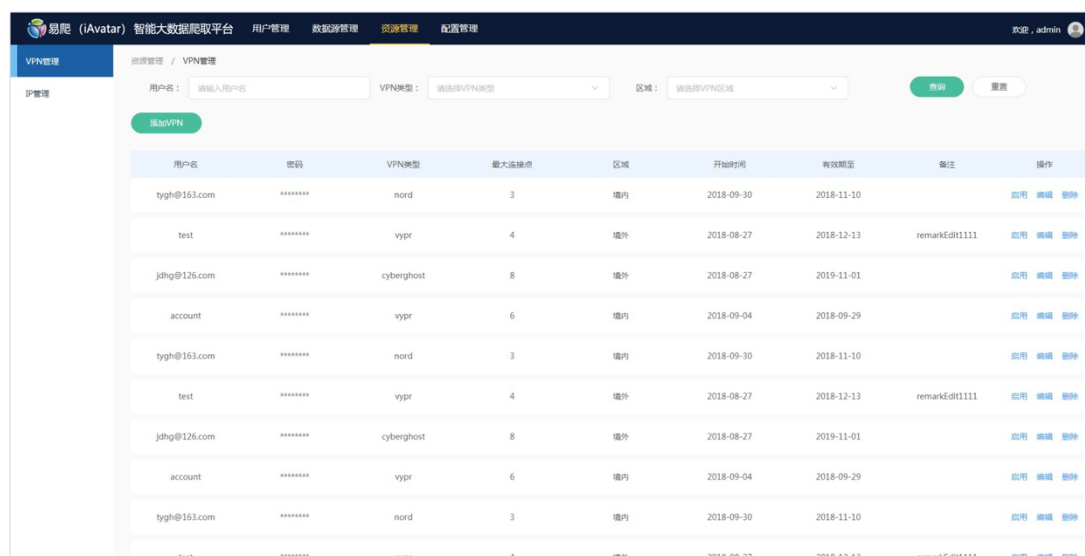 易爬（iAvatar）智能大数据爬取平台 用户管理 数据源管理 资源管理 配置管理 欢迎，admin
VPN管理 资源管理 / VPN管理
IP管理 用户名： 请输入用户名 VPN类型： 请选择VPN类型 区域： 请选择VPN区域 查询 重置
添加VPN
用户名 密码 VPN类型 最大连接点 区域 开始时间 有效期至 备注 操作
tygh@163.com ******** nord 3 境内 2018-09-30 2018-11-10 启用 编辑 删除
test ******** vypr 4 境外 2018-08-27 2018-12-13 remarkEdit1111 启用 编辑 删除
jdhg@126.com ******** cyberghost 8 境外 2018-08-27 2019-11-01 启用 编辑 删除
account ******** vypr 6 境内 2018-09-04 2018-09-29 启用 编辑 删除
tygh@163.com ******** nord 3 境内 2018-09-30 2018-11-10 启用 编辑 删除
test ******** vypr 4 境外 2018-08-27 2018-12-13 remarkEdit1111 启用 编辑 删除
jdhg@126.com ******** cyberghost 8 境外 2018-08-27 2019-11-01 启用 编辑 删除
account ******** vypr 6 境内 2018-09-04 2018-09-29 启用 编辑 删除
tygh@163.com ******** nord 3 境内 2018-09-30 2018-11-10 启用 编辑 删除